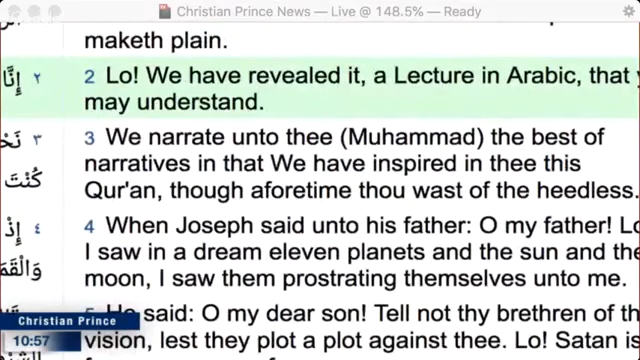 Christian Prince News — Live @ 148.5% — Ready
maketh plain.
إِنَّا ٢ 2 Lo! We have revealed it, a Lecture in Arabic, that
may understand.
٣ 3 We narrate unto thee (Muhammad) the best of
narratives in that We have inspired in thee this
كُنْتَ Qur'an, though aforetime thou wast of the heedless.
إِذْ ٤ 4 When Joseph said unto his father: O my father!
I saw in a dream eleven planets and the sun and the
moon, I saw them prostrating themselves unto me.
5 He said: O my dear son! Tell not thy brethren of
vision, lest they plot a plot against thee. Lo! Satan is
Christian Prince
10:57